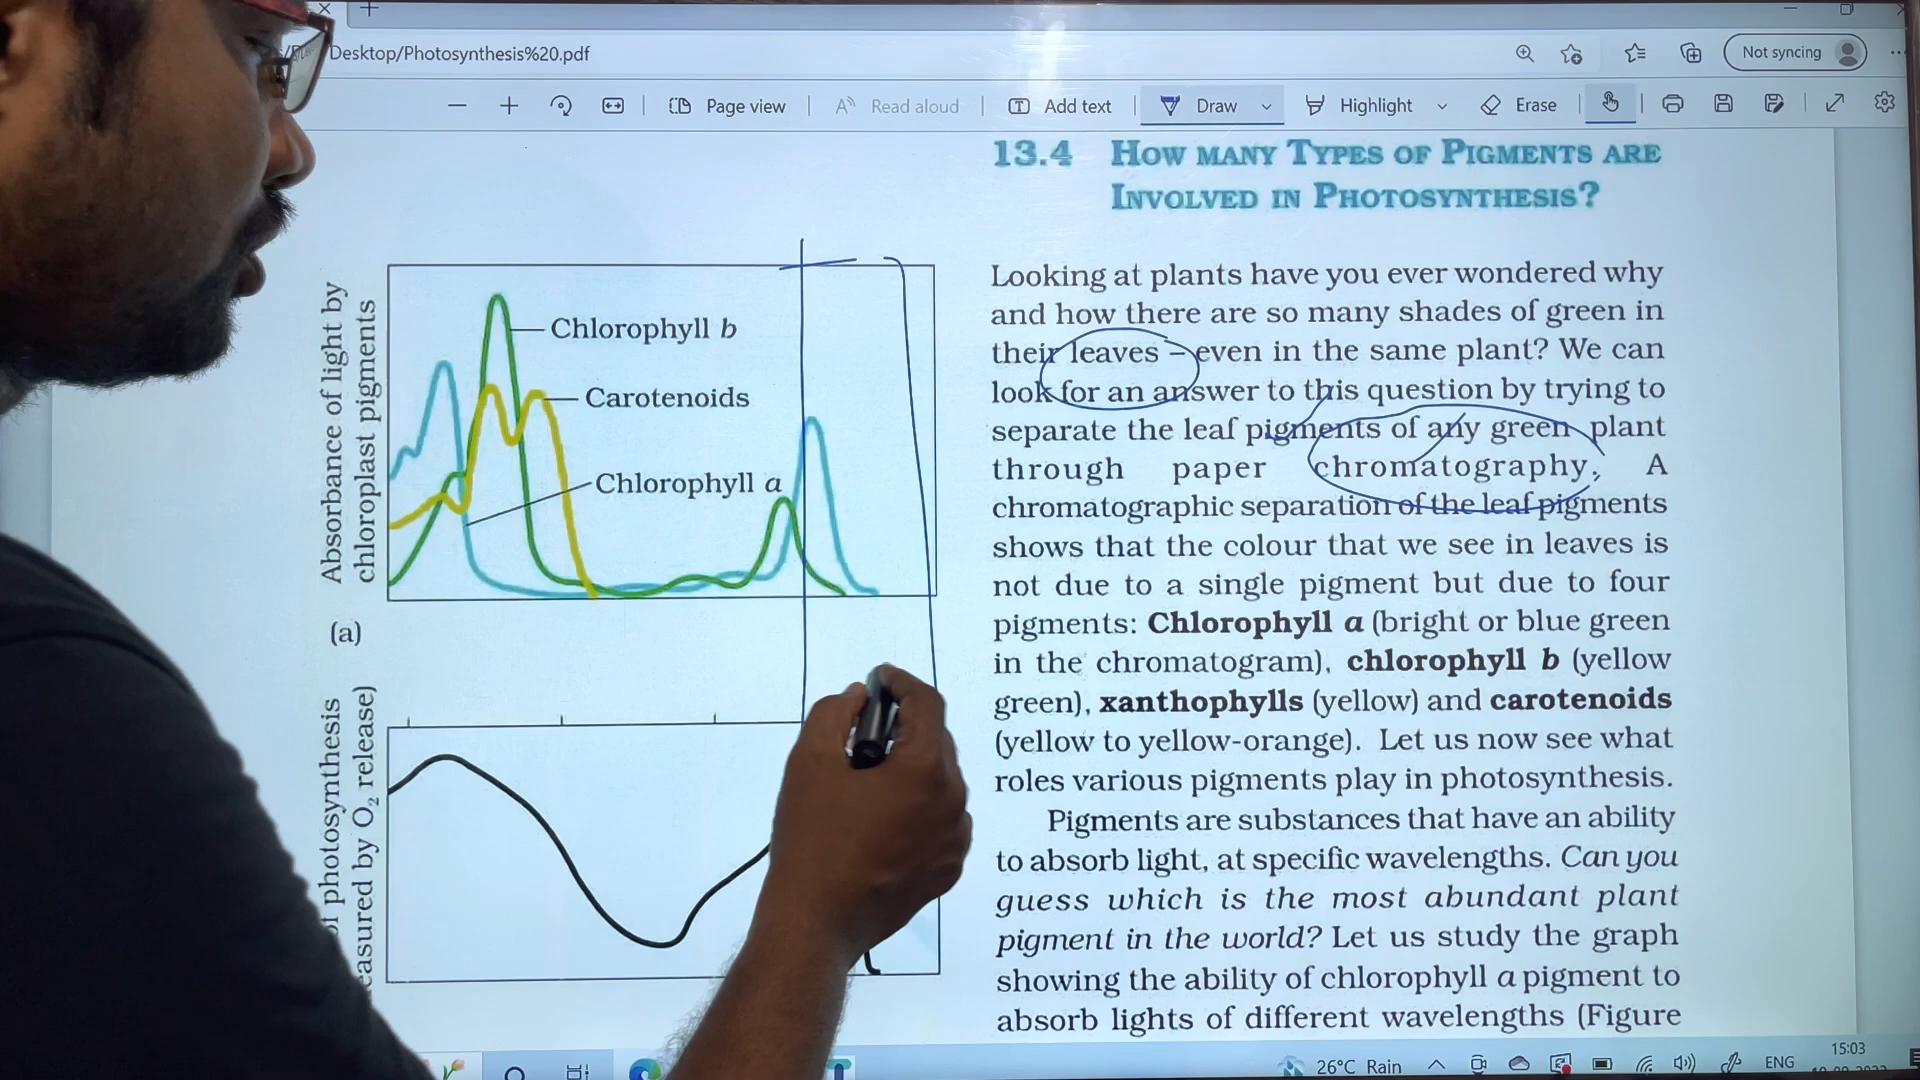 Desktop/Photosynthesis%20.pdf
Not syncing
Page view
Read aloud
Add text
Draw
Highlight
Erase
13.4 HOW MANY TYPES OF PIGMENTS ARE
INVOLVED IN PHOTOSYNTHESIS?
Absorbance of light by
chloroplast pigments
Chlorophyll b
Carotenoids
Chlorophyll a
(a)
photosynthesis
easured by O₂ release)
Looking at plants have you ever wondered why
and how there are so many shades of green in
their leaves – even in the same plant? We can
look for an answer to this question by trying to
separate the leaf pigments of any green plant
through paper chromatography. A
chromatographic separation of the leaf pigments
shows that the colour that we see in leaves is
not due to a single pigment but due to four
pigments: Chlorophyll a (bright or blue green
in the chromatogram), chlorophyll b (yellow
green), xanthophylls (yellow) and carotenoids
(yellow to yellow-orange). Let us now see what
roles various pigments play in photosynthesis.
Pigments are substances that have an ability
to absorb light, at specific wavelengths. Can you
guess which is the most abundant plant
pigment in the world? Let us study the graph
showing the ability of chlorophyll a pigment to
absorb lights of different wavelengths (Figure
26°C Rain
ENG
15:03